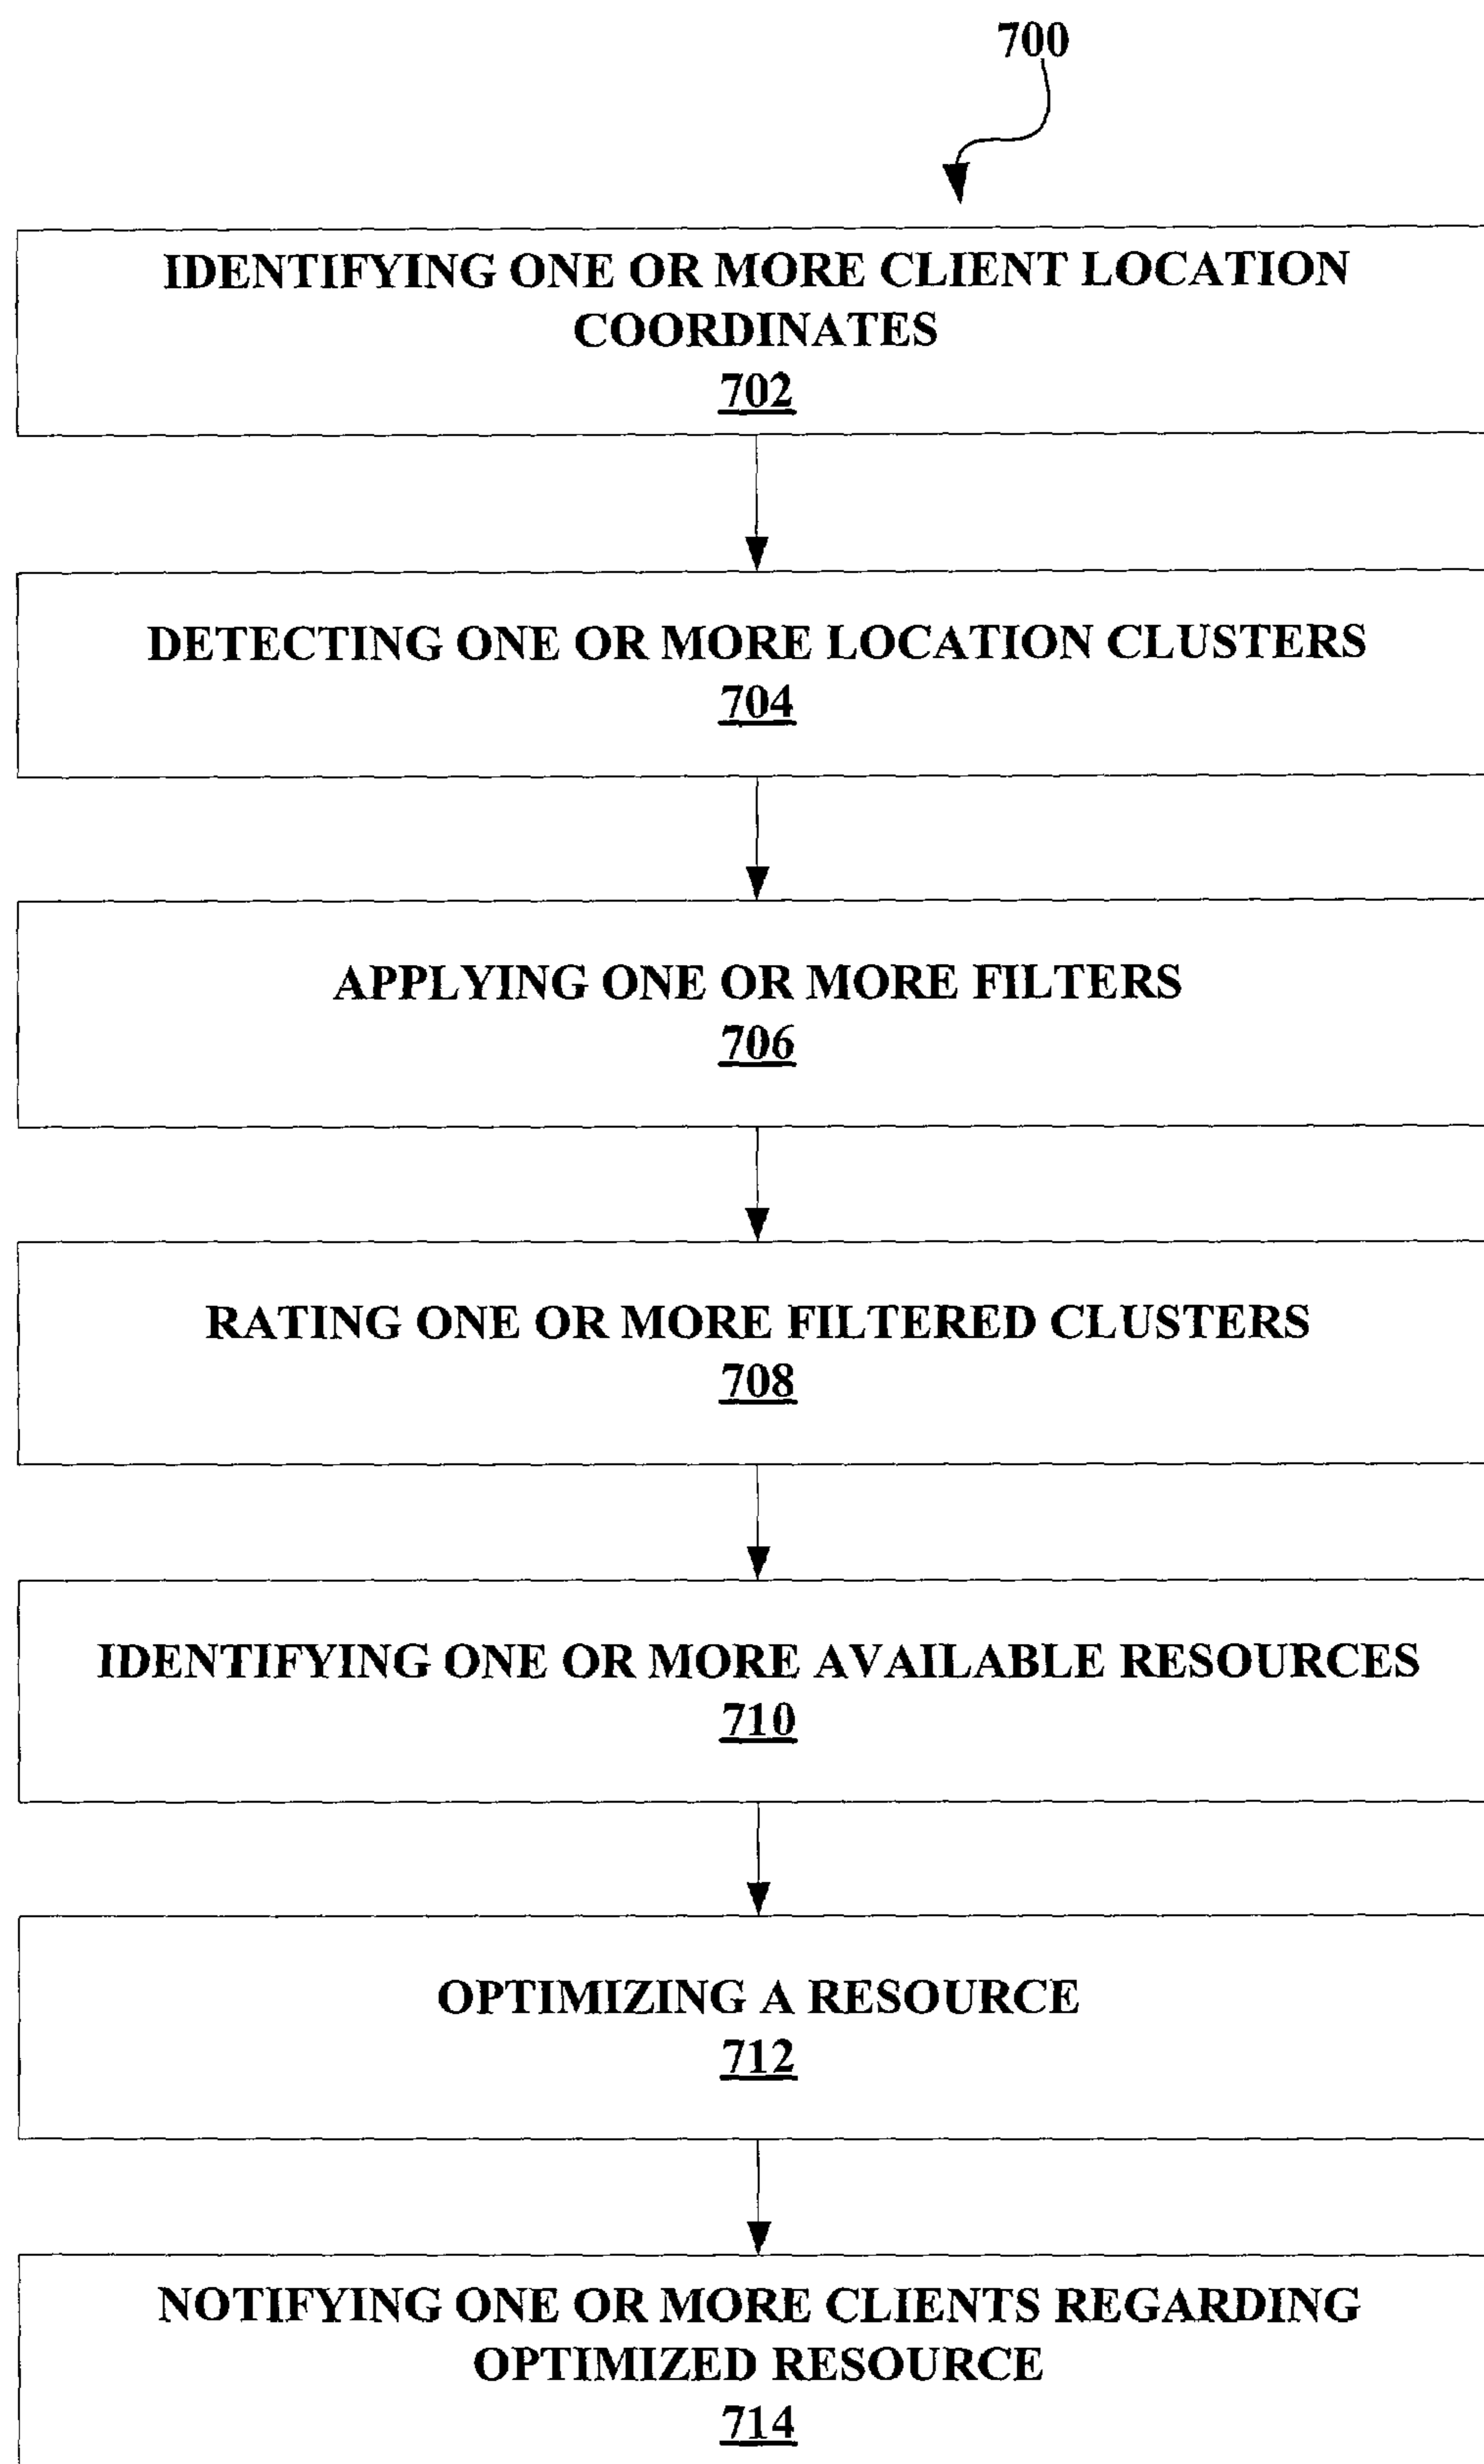 700
IDENTIFYING ONE OR MORE CLIENT LOCATION
COORDINATES
702
DETECTING ONE OR MORE LOCATION CLUSTERS
704
APPLYING ONE OR MORE FILTERS
706
RATING ONE OR MORE FILTERED CLUSTERS
708
IDENTIFYING ONE OR MORE AVAILABLE RESOURCES
710
OPTIMIZING A RESOURCE
712
NOTIFYING ONE OR MORE CLIENTS REGARDING
OPTIMIZED RESOURCE
714